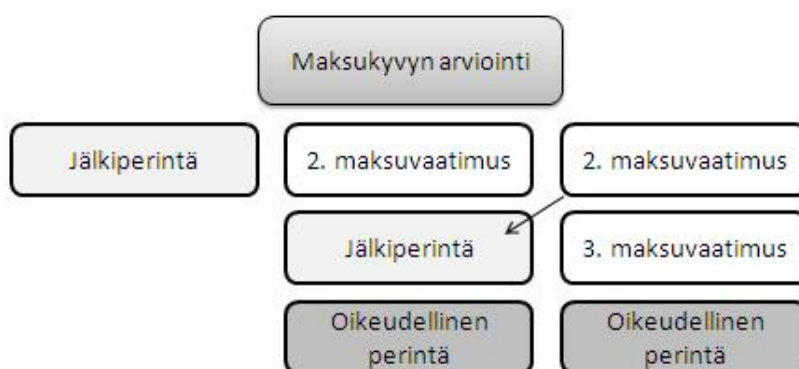 Maksukyvyn arviointi
Jälkiperintä
2. maksuvaatimus
2. maksuvaatimus
Jälkiperintä
3. maksuvaatimus
Oikeudellinen
perintä
Oikeudellinen
perintä